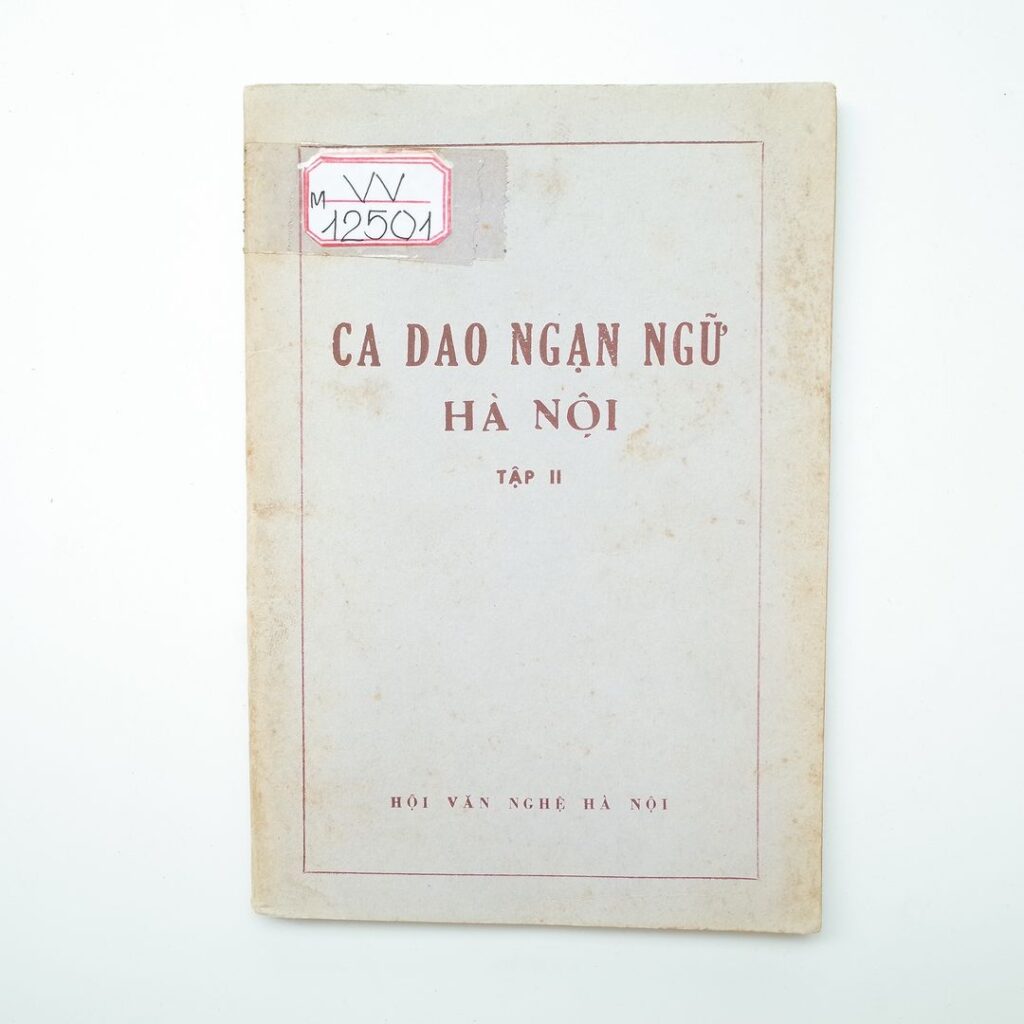 VV
M 12501
CA DAO NGẠN NGỮ
HÀ NỘI
TẬP II
HỘI VĂN NGHỆ HÀ NỘI